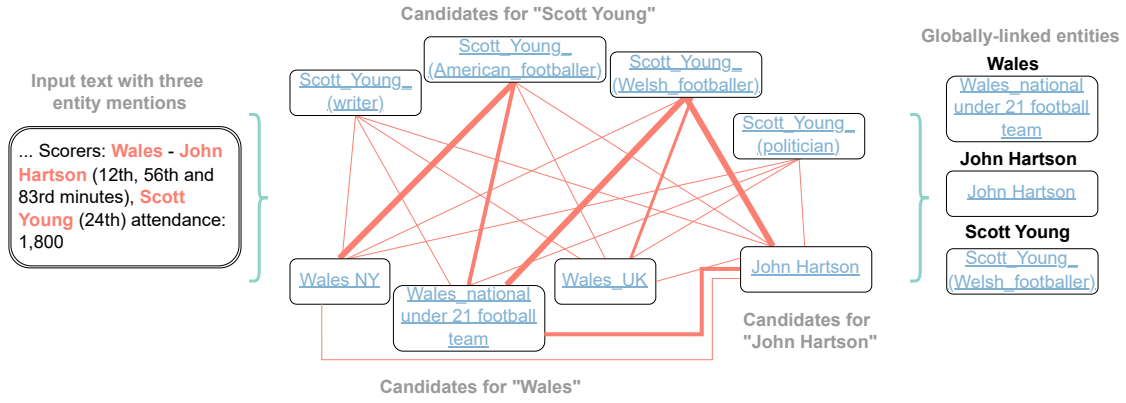 Candidates for "Scott Young"
Globally-linked entities
Input text with three
entity mentions
... Scorers: Wales - John
Hartson (12th, 56th and
83rd minutes), Scott
Young (24th) attendance:
1,800
Scott_Young_
(writer)
Scott_Young_
(American_footballer)
Scott_Young_
(Welsh_footballer)
Scott_Young_
(politician)
Wales NY
Wales_national
under 21 football
team
Wales_UK
John Hartson
Candidates for
"John Hartson"
Candidates for "Wales"
Wales
Wales_national
under 21 football
team
John Hartson
John Hartson
Scott Young
Scott_Young_
(Welsh_footballer)